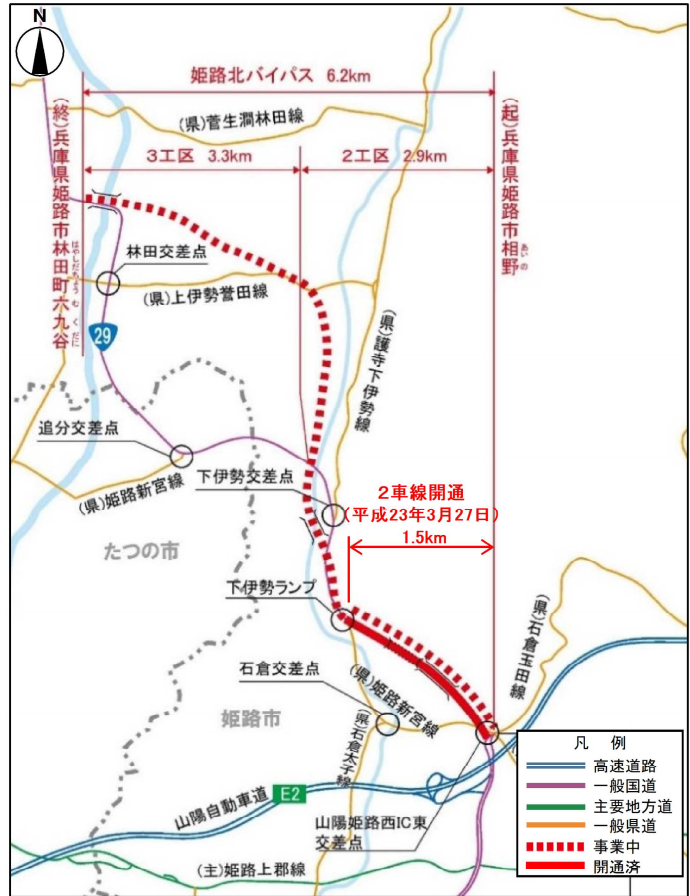 N
姫路北バイパス 6.2km
(県)菅生澗林田線
3工区 3.3km
2工区 2.9km
(終)兵庫県姫路市林田町六九谷
はやしだちょう むくだに
(起)兵庫県姫路市相野
あいの
林田交差点
(県)上伊勢誉田線
29
(県)護寺下伊勢線
追分交差点
(県)姫路新宮線
下伊勢交差点
2車線開通
(平成23年3月27日)
1.5km
たつの市
下伊勢ランプ
(県)石倉玉田線
石倉交差点
(県)姫路新宮線
姫路市
(県)石倉太子線
山陽自動車道
E2
山陽姫路西IC東
交差点
(主)姫路上郡線
凡 例
高速道路
一般国道
主要地方道
一般県道
事業中
開通済